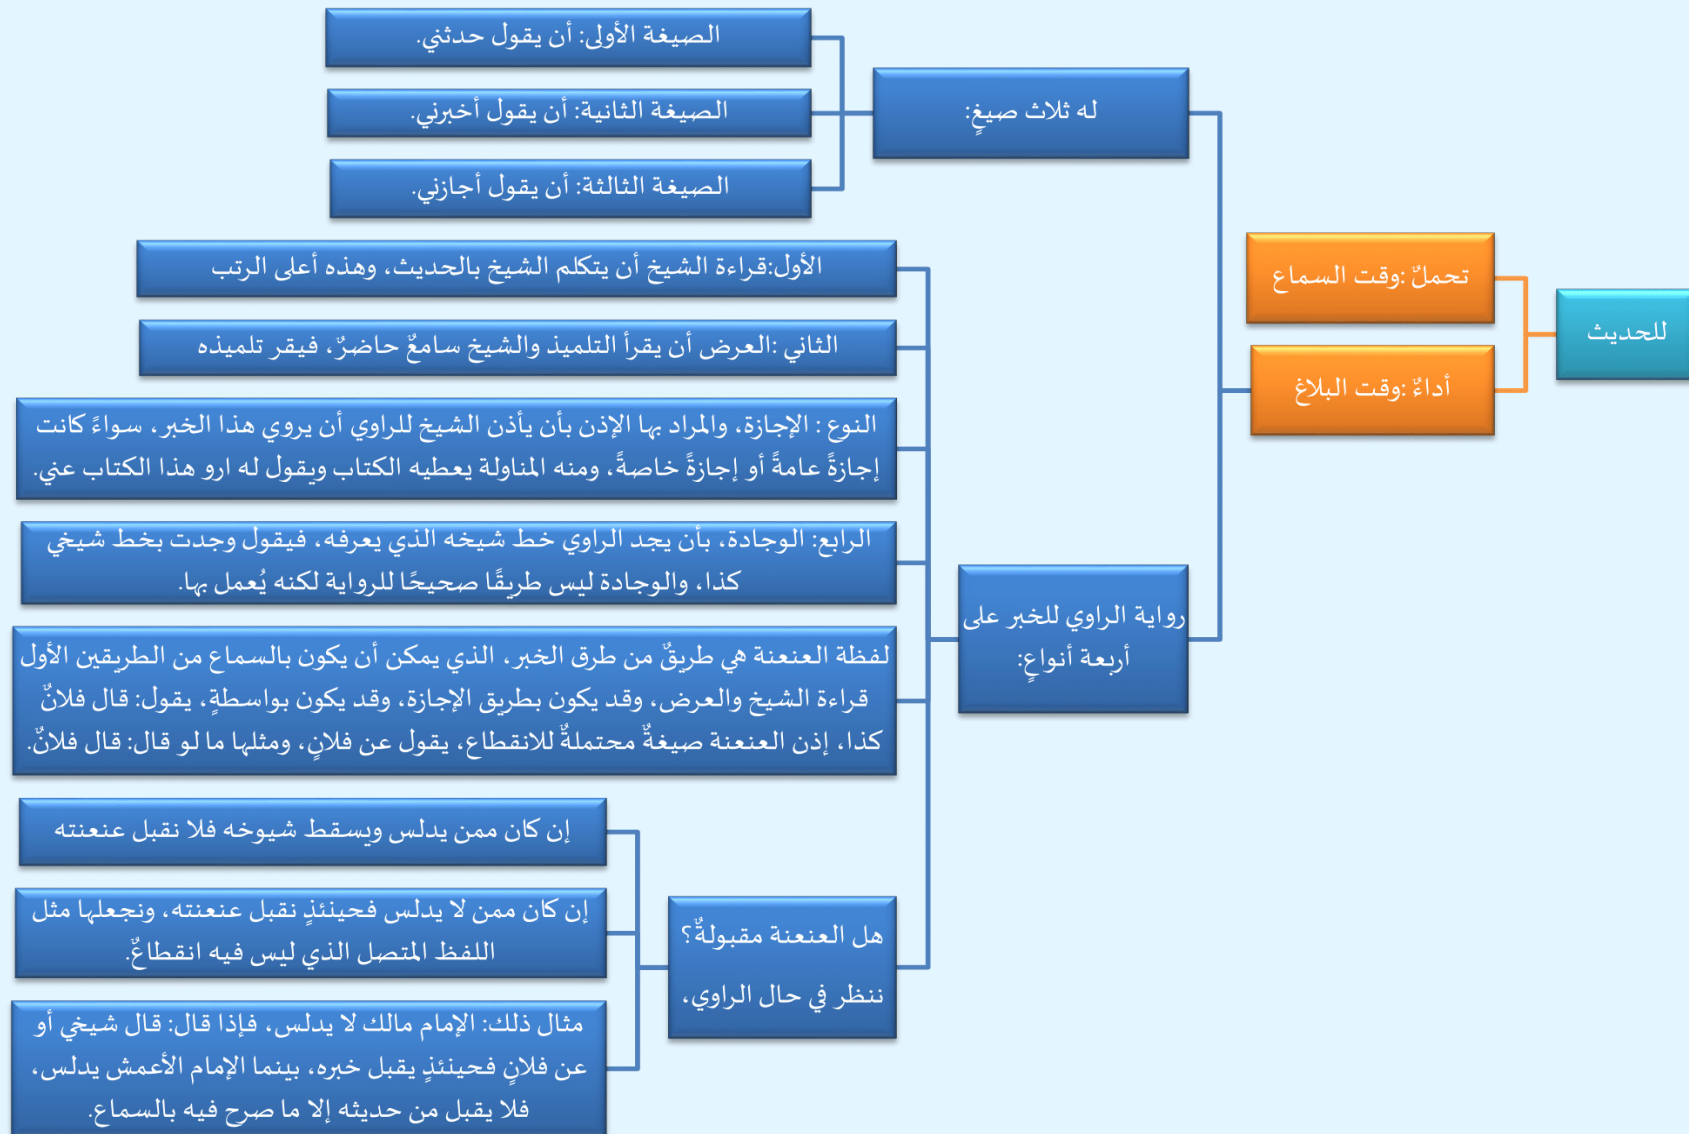 للحديث
تحملٌ :وقت السماع
أداءٌ :وقت البلاغ
له ثلاث صيغٍ:
الصيغة الأولى: أن يقول حدثني.
الصيغة الثانية: أن يقول أخبرني.
الصيغة الثالثة: أن يقول أجازني.
رواية الراوي للخبر على
أربعة أنواعٍ:
الأول:قراءة الشيخ أن يتكلم الشيخ بالحديث، وهذه أعلى الرتب
الثاني :العرض أن يقرأ التلميذ والشيخ سامعٌ حاضرٌ، فيقر تلميذه
النوع : الإجازة، والمراد بها الإذن بأن يأذن الشيخ للراوي أن يروي هذا الخبر، سواءً كانت
إجازةً عامةً أو إجازةً خاصةً، ومنه المناولة يعطيه الكتاب ويقول له ارو هذا الكتاب عني.
الرابع: الوجادة، بأن يجد الراوي خط شيخه الذي يعرفه، فيقول وجدت بخط شيخي
كذا، والوجادة ليس طريقًا صحيحًا للرواية لكنه يُعمل بها.
لفظة العنعنة هي طريقٌ من طرق الخبر، الذي يمكن أن يكون بالسماع من الطريقين الأول
قراءة الشيخ والعرض، وقد يكون بطريق الإجازة، وقد يكون بواسطةٍ، يقول: قال فلانٌ
كذا، إذن العنعنة صيغةٌ محتملةٌ للانقطاع، يقول عن فلانٍ، ومثلها ما لو قال: قال فلانٌ.
هل العنعنة مقبولةٌ؟
ننظر في حال الراوي،
إن كان ممن يدلس ويسقط شيوخه فلا نقبل عنعنته
إن كان ممن لا يدلس فحينئذٍ نقبل عنعنته، ونجعلها مثل
اللفظ المتصل الذي ليس فيه انقطاعٌ.
مثال ذلك: الإمام مالك لا يدلس، فإذا قال: قال شيخي أو
عن فلانٍ فحينئذٍ يقبل خبره، بينما الإمام الأعمش يدلس،
فلا يقبل من حديثه إلا ما صرح فيه بالسماع.